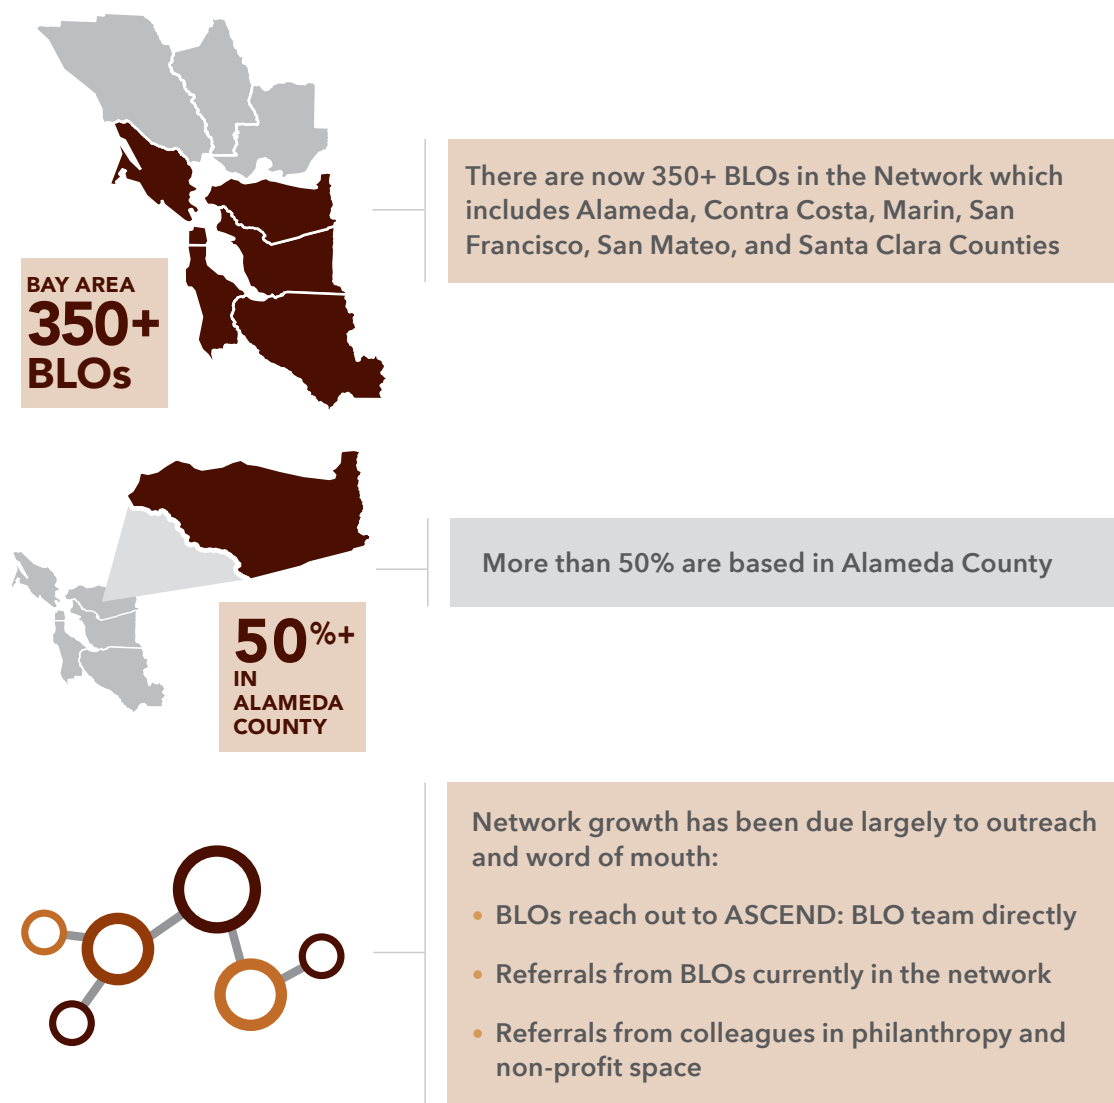 There are now 350+ BLOs in the Network which
includes Alameda, Contra Costa, Marin, San
Francisco, San Mateo, and Santa Clara Counties
BAY AREA
350+
BLOs
More than 50% are based in Alameda County
50%+
IN
ALAMEDA
COUNTY
Network growth has been due largely to outreach
and word of mouth:
• BLOs reach out to ASCEND: BLO team directly
• Referrals from BLOs currently in the network
• Referrals from colleagues in philanthropy and
non-profit space